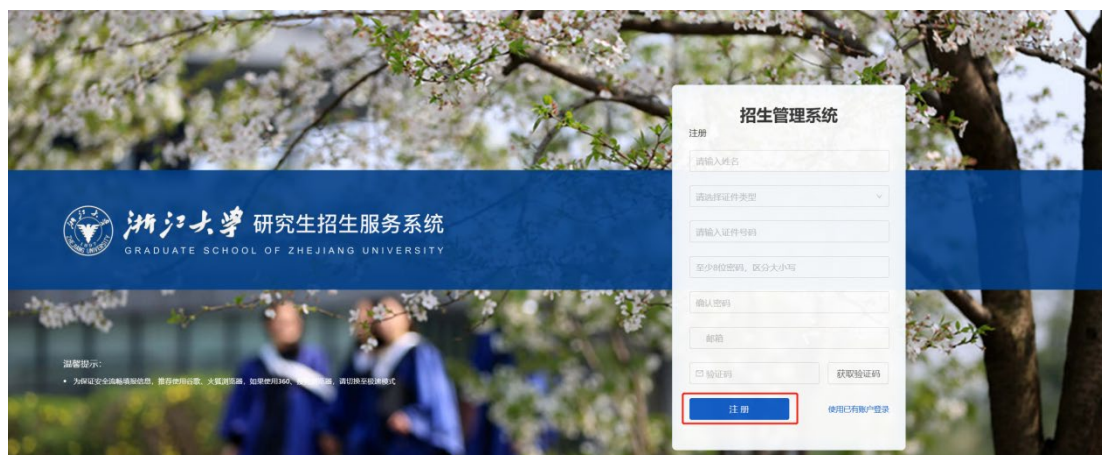 招生管理系统
注册
请输入姓名
请选择证件类型
请输入证件号码
至少8位密码，区分大小写
确认密码
邮箱
验证码 获取验证码
注 册 使用已有账户登录
浙江大学 研究生招生服务系统
GRADUATE SCHOOL OF ZHEJIANG UNIVERSITY
温馨提示：
• 为保证安全流畅填报信息，推荐使用谷歌、火狐浏览器，如果使用360、浏览器，请切换至极速模式